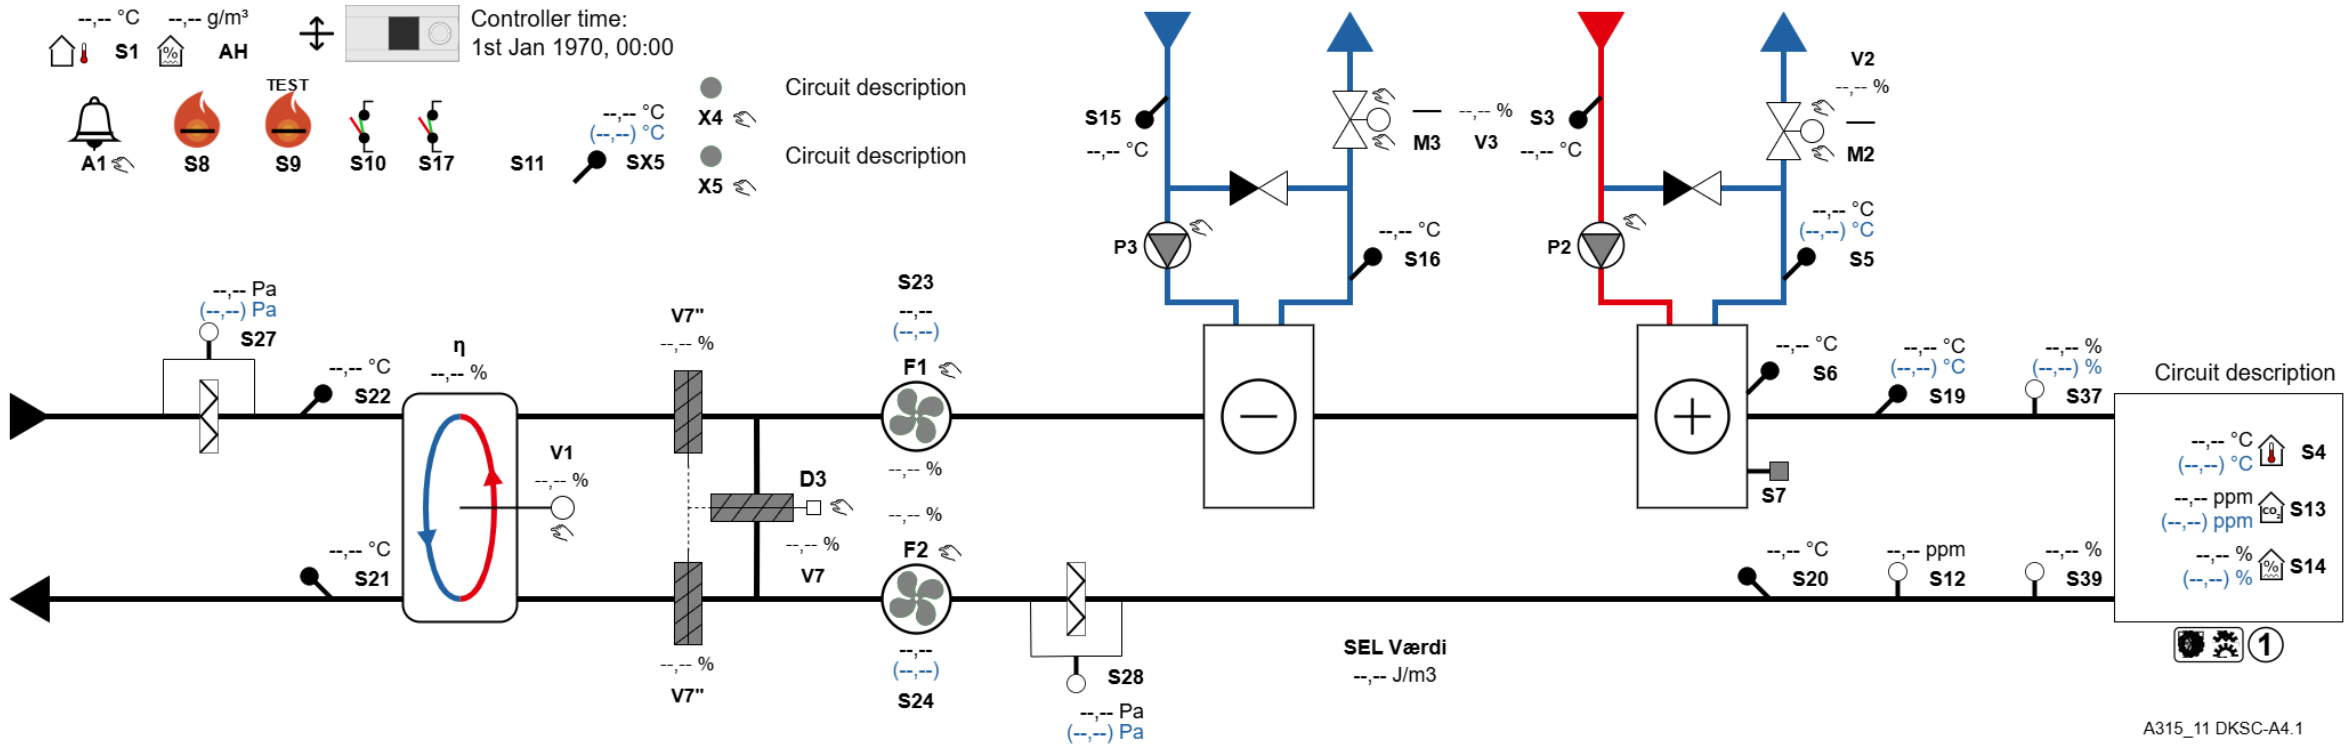 --,-- °C
--,-- g/m³
S1
%
AH
Controller time:
1st Jan 1970, 00:00
TEST
A1
S8
S9
S10
S17
S11
--,-- °C
(--,--) °C
SX5
Circuit description
X4
Circuit description
X5
S15
--,-- °C
M3
--,-- %
V3
S3
--,-- °C
V2
--,-- %
M2
P3
--,-- °C
S16
P2
--,-- °C
(--,--) °C
S5
--,-- Pa
(--,--) Pa
S27
--,-- °C
S22
η
--,-- %
V7"
--,-- %
S23
--,--
(--,--)
F1
--,-- %
V1
--,-- %
D3
--,-- %
V7
--,-- %
F2
--,--
(--,--)
S24
--,-- °C
S21
--,-- %
V7"
S28
--,-- Pa
(--,--) Pa
SEL Værdi
--,-- J/m3
--,-- °C
S6
S7
--,-- °C
(--,--) °C
S19
--,-- %
(--,--) %
S37
--,-- °C
S20
--,-- ppm
S12
--,-- %
S39
Circuit description
--,-- °C
(--,--) °C
S4
--,-- ppm
(--,--) ppm
CO₂
S13
--,-- %
(--,--) %
%
S14
1
A315_11 DKSC-A4.1